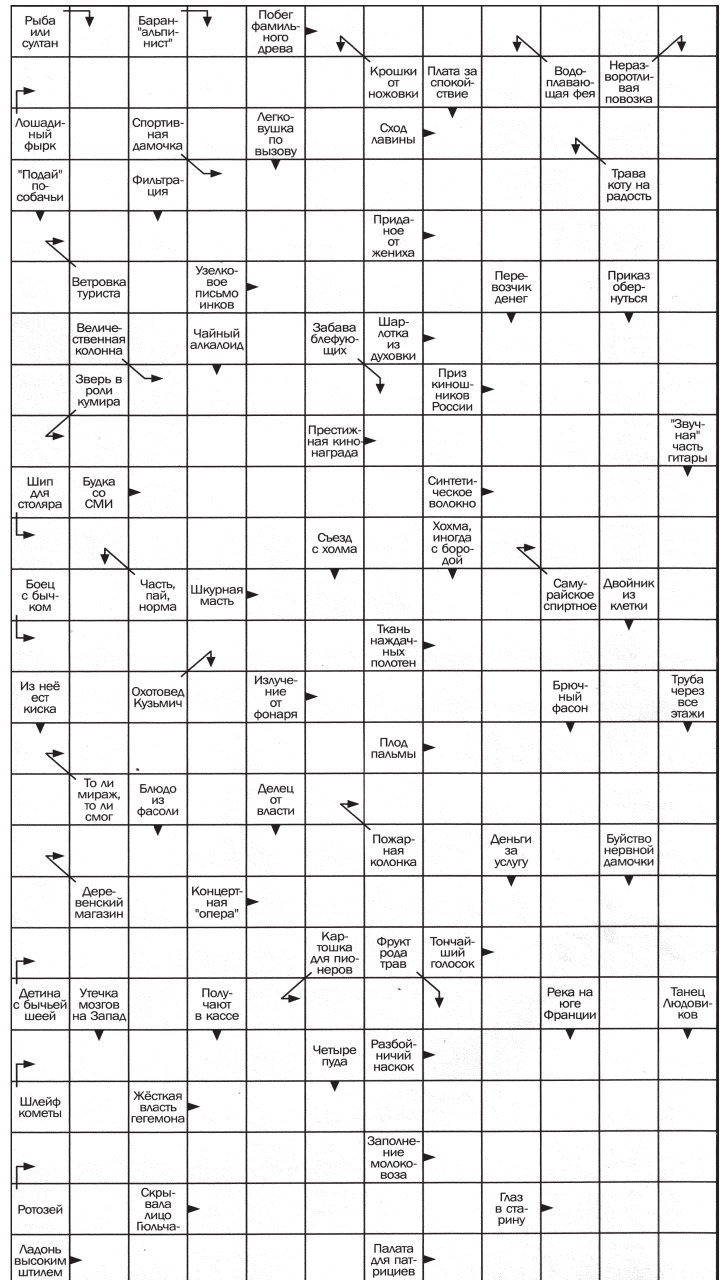 Рыба
или
султан
Баран-
"альпи-
нист"
Побег
фамиль-
ного
древа
Крошки
от
ножовки
Плата за
спокой-
ствие
Водо-
плаваю-
щая фея
Нераз-
воротли-
вая
повозка
Лошади-
ный
фырк
Спортив-
ная
дамочка
Легко-
вушка
по
вызову
Сход
лавины
"Подай"
по-
собачьи
Фильтра-
ция
Трава
коту на
радость
Прида-
ное
от
жениха
Ветровка
туриста
Узелко-
вое
письмо
инков
Пере-
возчик
денег
Приказ
обер-
нуться
Величе-
ственная
колонна
Чайный
алкалоид
Забава
блефую-
щих
Шар-
лотка
из
духовки
Зверь в
роли
кумира
Приз
кинош-
ников
России
Престиж-
ная кино-
награда
"Звуч-
ная"
часть
гитары
Шип
для
столяра
Будка
со
СМИ
Синтети-
ческое
волокно
Съезд
с холма
Хохма,
иногда
с боро-
дой
Боец
с быч-
ком
Часть,
пай,
норма
Шкурная
масть
Саму-
райское
спиртное
Двойник
из
клетки
Ткань
наждач-
ных
полотен
Из неё
ест
киска
Охотовед
Кузьмич
Излуче-
ние
от
фонаря
Брюч-
ный
фасон
Труба
через
все
этажи
Плод
пальмы
То ли
мираж,
то ли
смог
Блюдо
из
фасоли
Делец
от
власти
Пожар-
ная
колонка
Деньги
за
услугу
Буйство
нервной
дамочки
Дере-
венский
магазин
Концерт-
ная
"опера"
Кар-
тошка
для пио-
неров
Фрукт
рода
трав
Тончай-
ший
голосок
Детина
с бычьей
шеей
Утечка
мозгов
на Запад
Полу-
чают
в кассе
Река на
юге
Франции
Танец
Людови-
ков
Четыре
пуда
Разбой-
ничий
наскок
Шлейф
кометы
Жёсткая
власть
гегемона
Заполне-
ние
молоко-
воза
Ротозей
Скры-
вала
лицо
Гюльча-
Глаз
в ста-
рину
Ладонь
высоким
штилем
Палата
для пат-
рициев